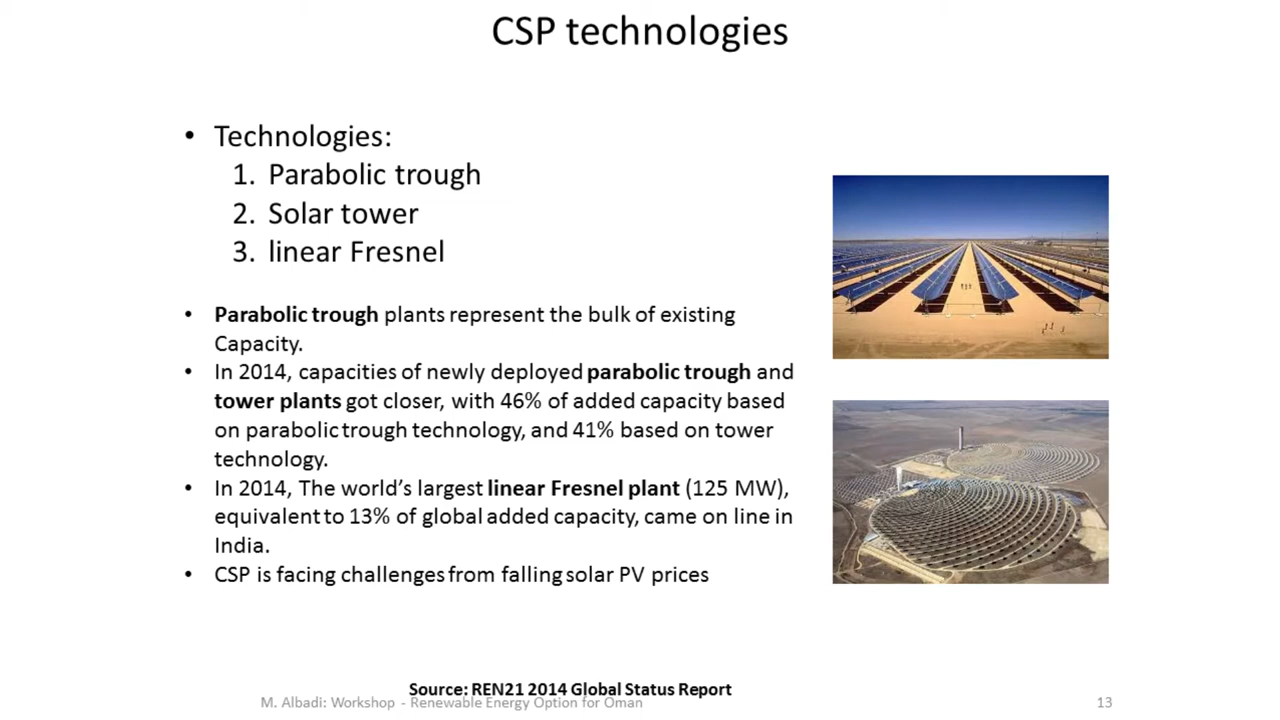 CSP technologies
• Technologies:
1. Parabolic trough
2. Solar tower
3. linear Fresnel
• Parabolic trough plants represent the bulk of existing
Capacity.
• In 2014, capacities of newly deployed parabolic trough and
tower plants got closer, with 46% of added capacity based
on parabolic trough technology, and 41% based on tower
technology.
• In 2014, The world's largest linear Fresnel plant (125 MW),
equivalent to 13% of global added capacity, came on line in
India.
• CSP is facing challenges from falling solar PV prices
Source: REN21 2014 Global Status Report
M. Albadi: Workshop - Renewable Energy Option for Oman
13